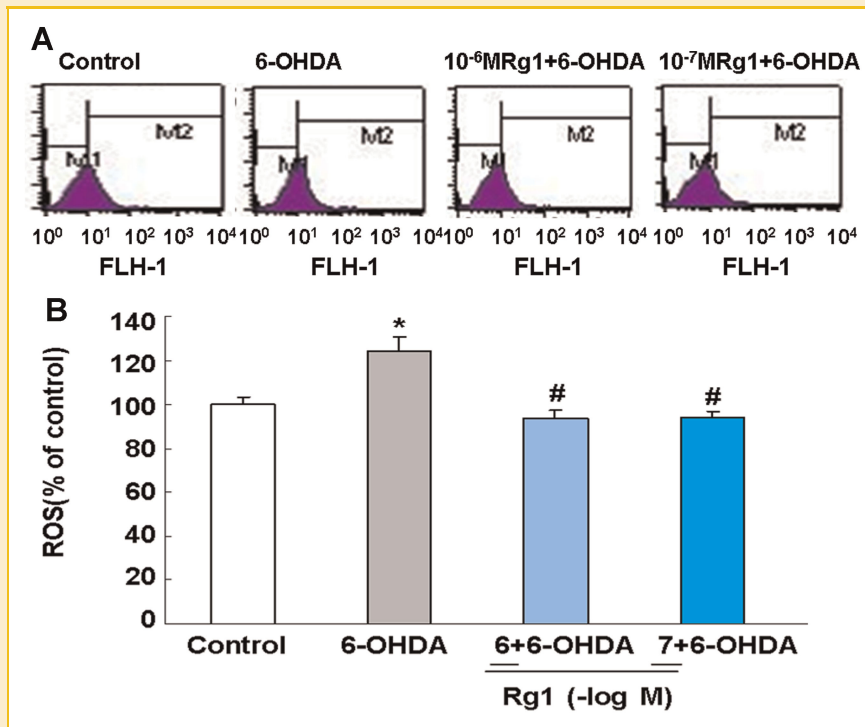 A
Control 6-OHDA 10⁻⁶MRg1+6-OHDA 10⁻⁷MRg1+6-OHDA
M2 M2 M2 M2
M1
10⁰ 10¹ 10² 10³ 10⁴ 10⁰ 10¹ 10² 10³ 10⁴ 10⁰ 10¹ 10² 10³ 10⁴ 10⁰ 10¹ 10² 10³ 10⁴
FLH-1 FLH-1 FLH-1 FLH-1
B
ROS(% of control)
140
120
100
80
60
40
20
0
*
#
#
Control 6-OHDA 6+6-OHDA 7+6-OHDA
Rg1 (-log M)